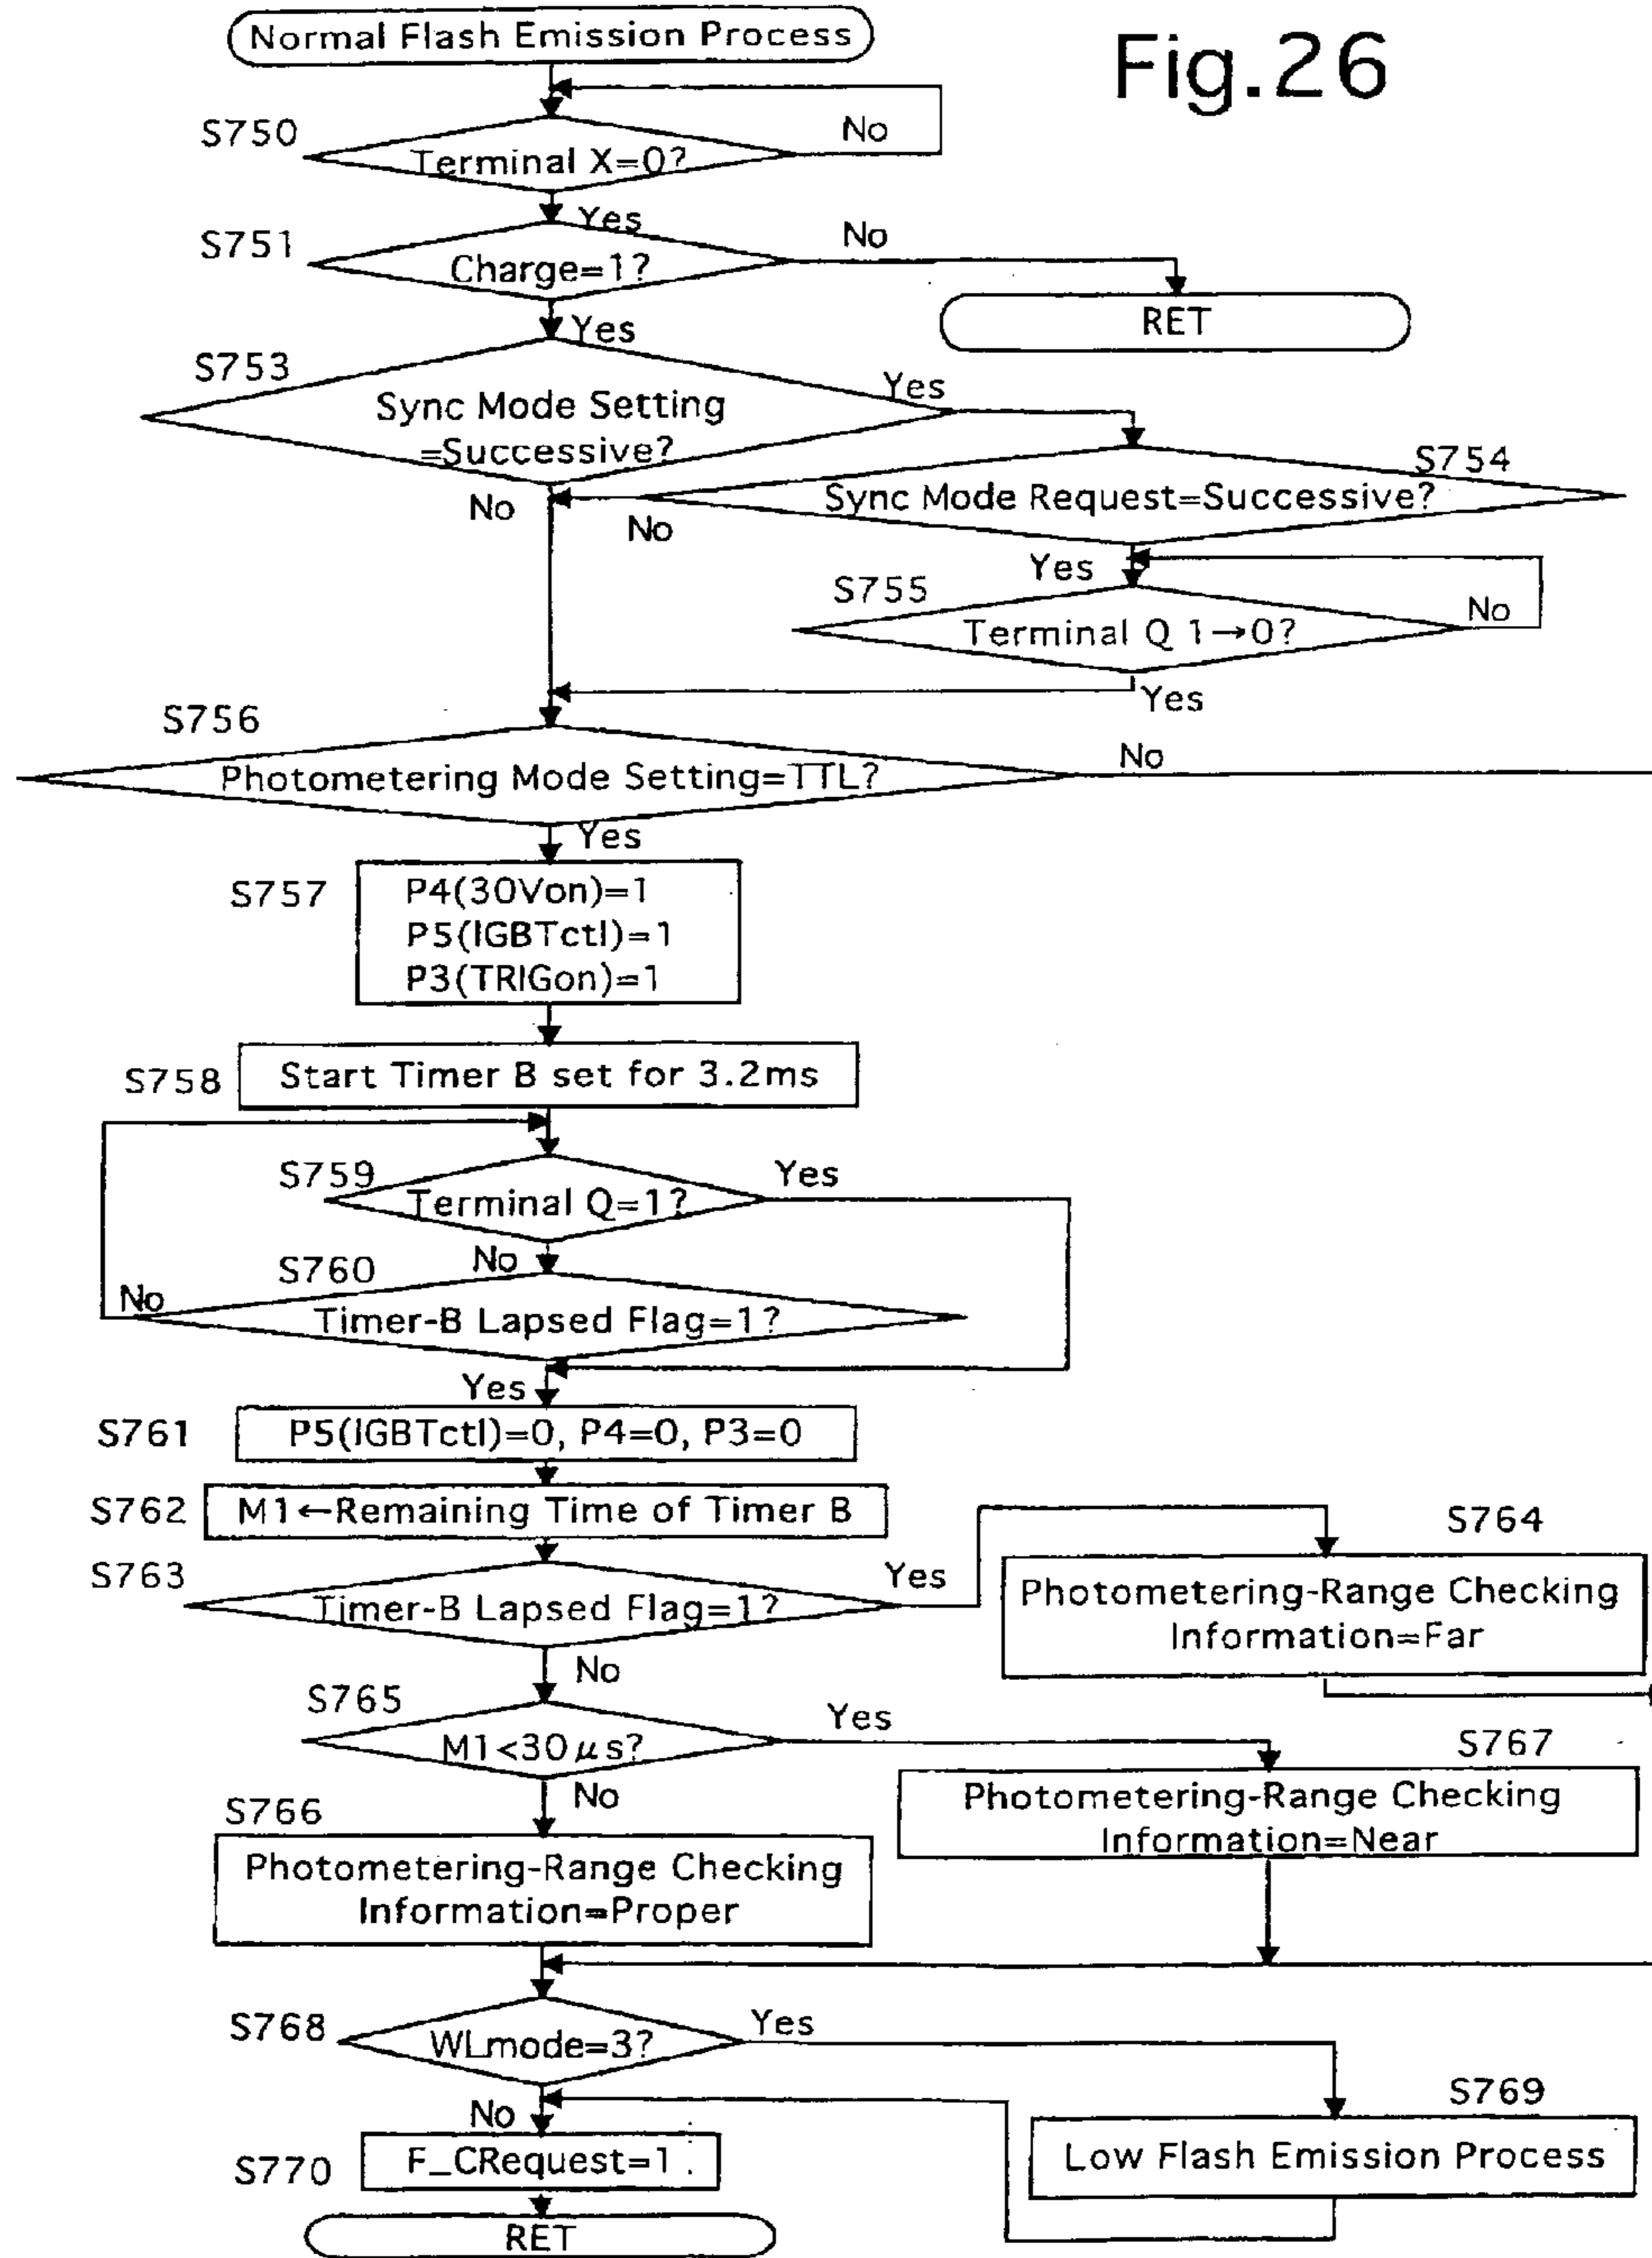 Fig.26
Normal Flash Emission Process
S750
Terminal X=0?
No
Yes
S751
Charge=1?
No
RET
Yes
S753
Sync Mode Setting
=Successive?
Yes
No
S754
Sync Mode Request=Successive?
No
Yes
S755
Terminal Q 1→0?
No
Yes
S756
Photometering Mode Setting=TTL?
No
Yes
S757
P4(30Von)=1
P5(IGBTctl)=1
P3(TRIGon)=1
S758
Start Timer B set for 3.2ms
S759
Terminal Q=1?
Yes
No
S760
No
Timer-B Lapsed Flag=1?
Yes
S761
P5(IGBTctl)=0, P4=0, P3=0
S762
M1←Remaining Time of Timer B
S763
Timer-B Lapsed Flag=1?
Yes
S764
Photometering-Range Checking
Information=Far
No
S765
M1<30μs?
Yes
S767
Photometering-Range Checking
Information=Near
No
S766
Photometering-Range Checking
Information=Proper
S768
WLmode=3?
Yes
S769
Low Flash Emission Process
No
S770
F_CRequest=1
RET